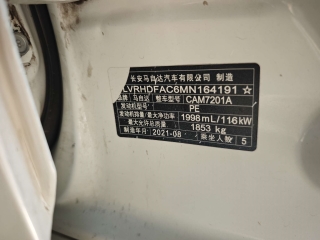 长安马自达汽车有限公司 制造
LVRHDFAC6MN164191☆
品牌 马自达 整车型号 CAM7201A
发动机型号 PE
发动机排量/最大净功率 1998 mL/116kW
最大允许总质量 1853 kg
制造年月 2021-08 乘坐人数 5